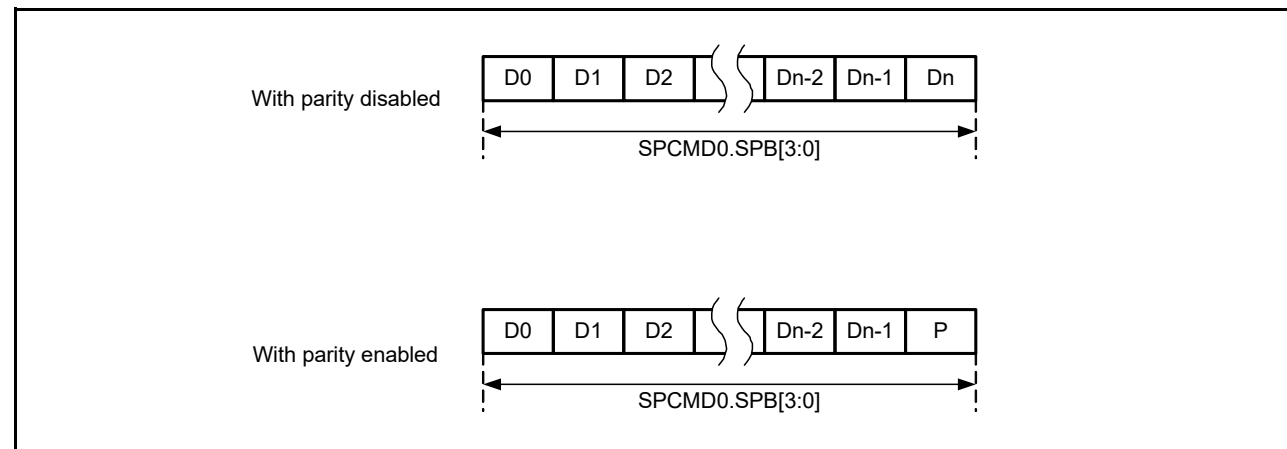 D0 D1 D2 Dn-2 Dn-1 Dn
With parity disabled
SPCMD0.SPB[3:0]
D0 D1 D2 Dn-2 Dn-1 P
With parity enabled
SPCMD0.SPB[3:0]